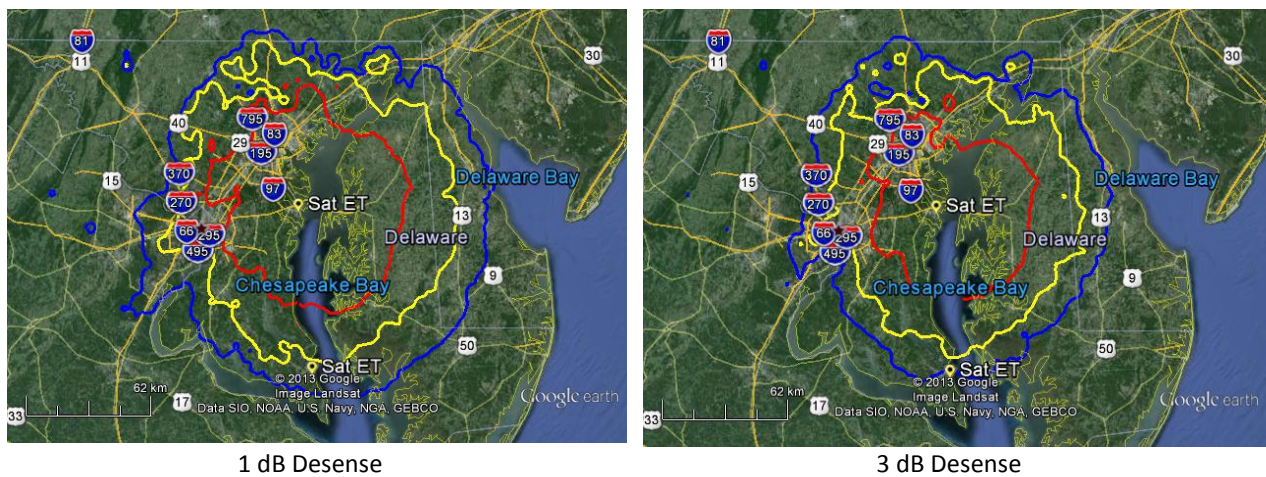 81
11
30
40
795
83
29
195
370
15
97
Delaware Bay
270
Sat ET
13
66
295
Delaware
495
9
Chesapeake Bay
50
Sat ET
© 2013 Google
62 km
Image Landsat
Google earth
17
Data SIO, NOAA, U.S. Navy, NGA, GEBCO
33
1 dB Desense
81
11
30
40
795
83
29
195
370
15
97
Delaware Bay
270
Sat ET
13
66
295
Delaware
495
9
Chesapeake Bay
50
Sat ET
© 2013 Google
62 km
Image Landsat
Google earth
17
Data SIO, NOAA, U.S. Navy, NGA, GEBCO
33
3 dB Desense